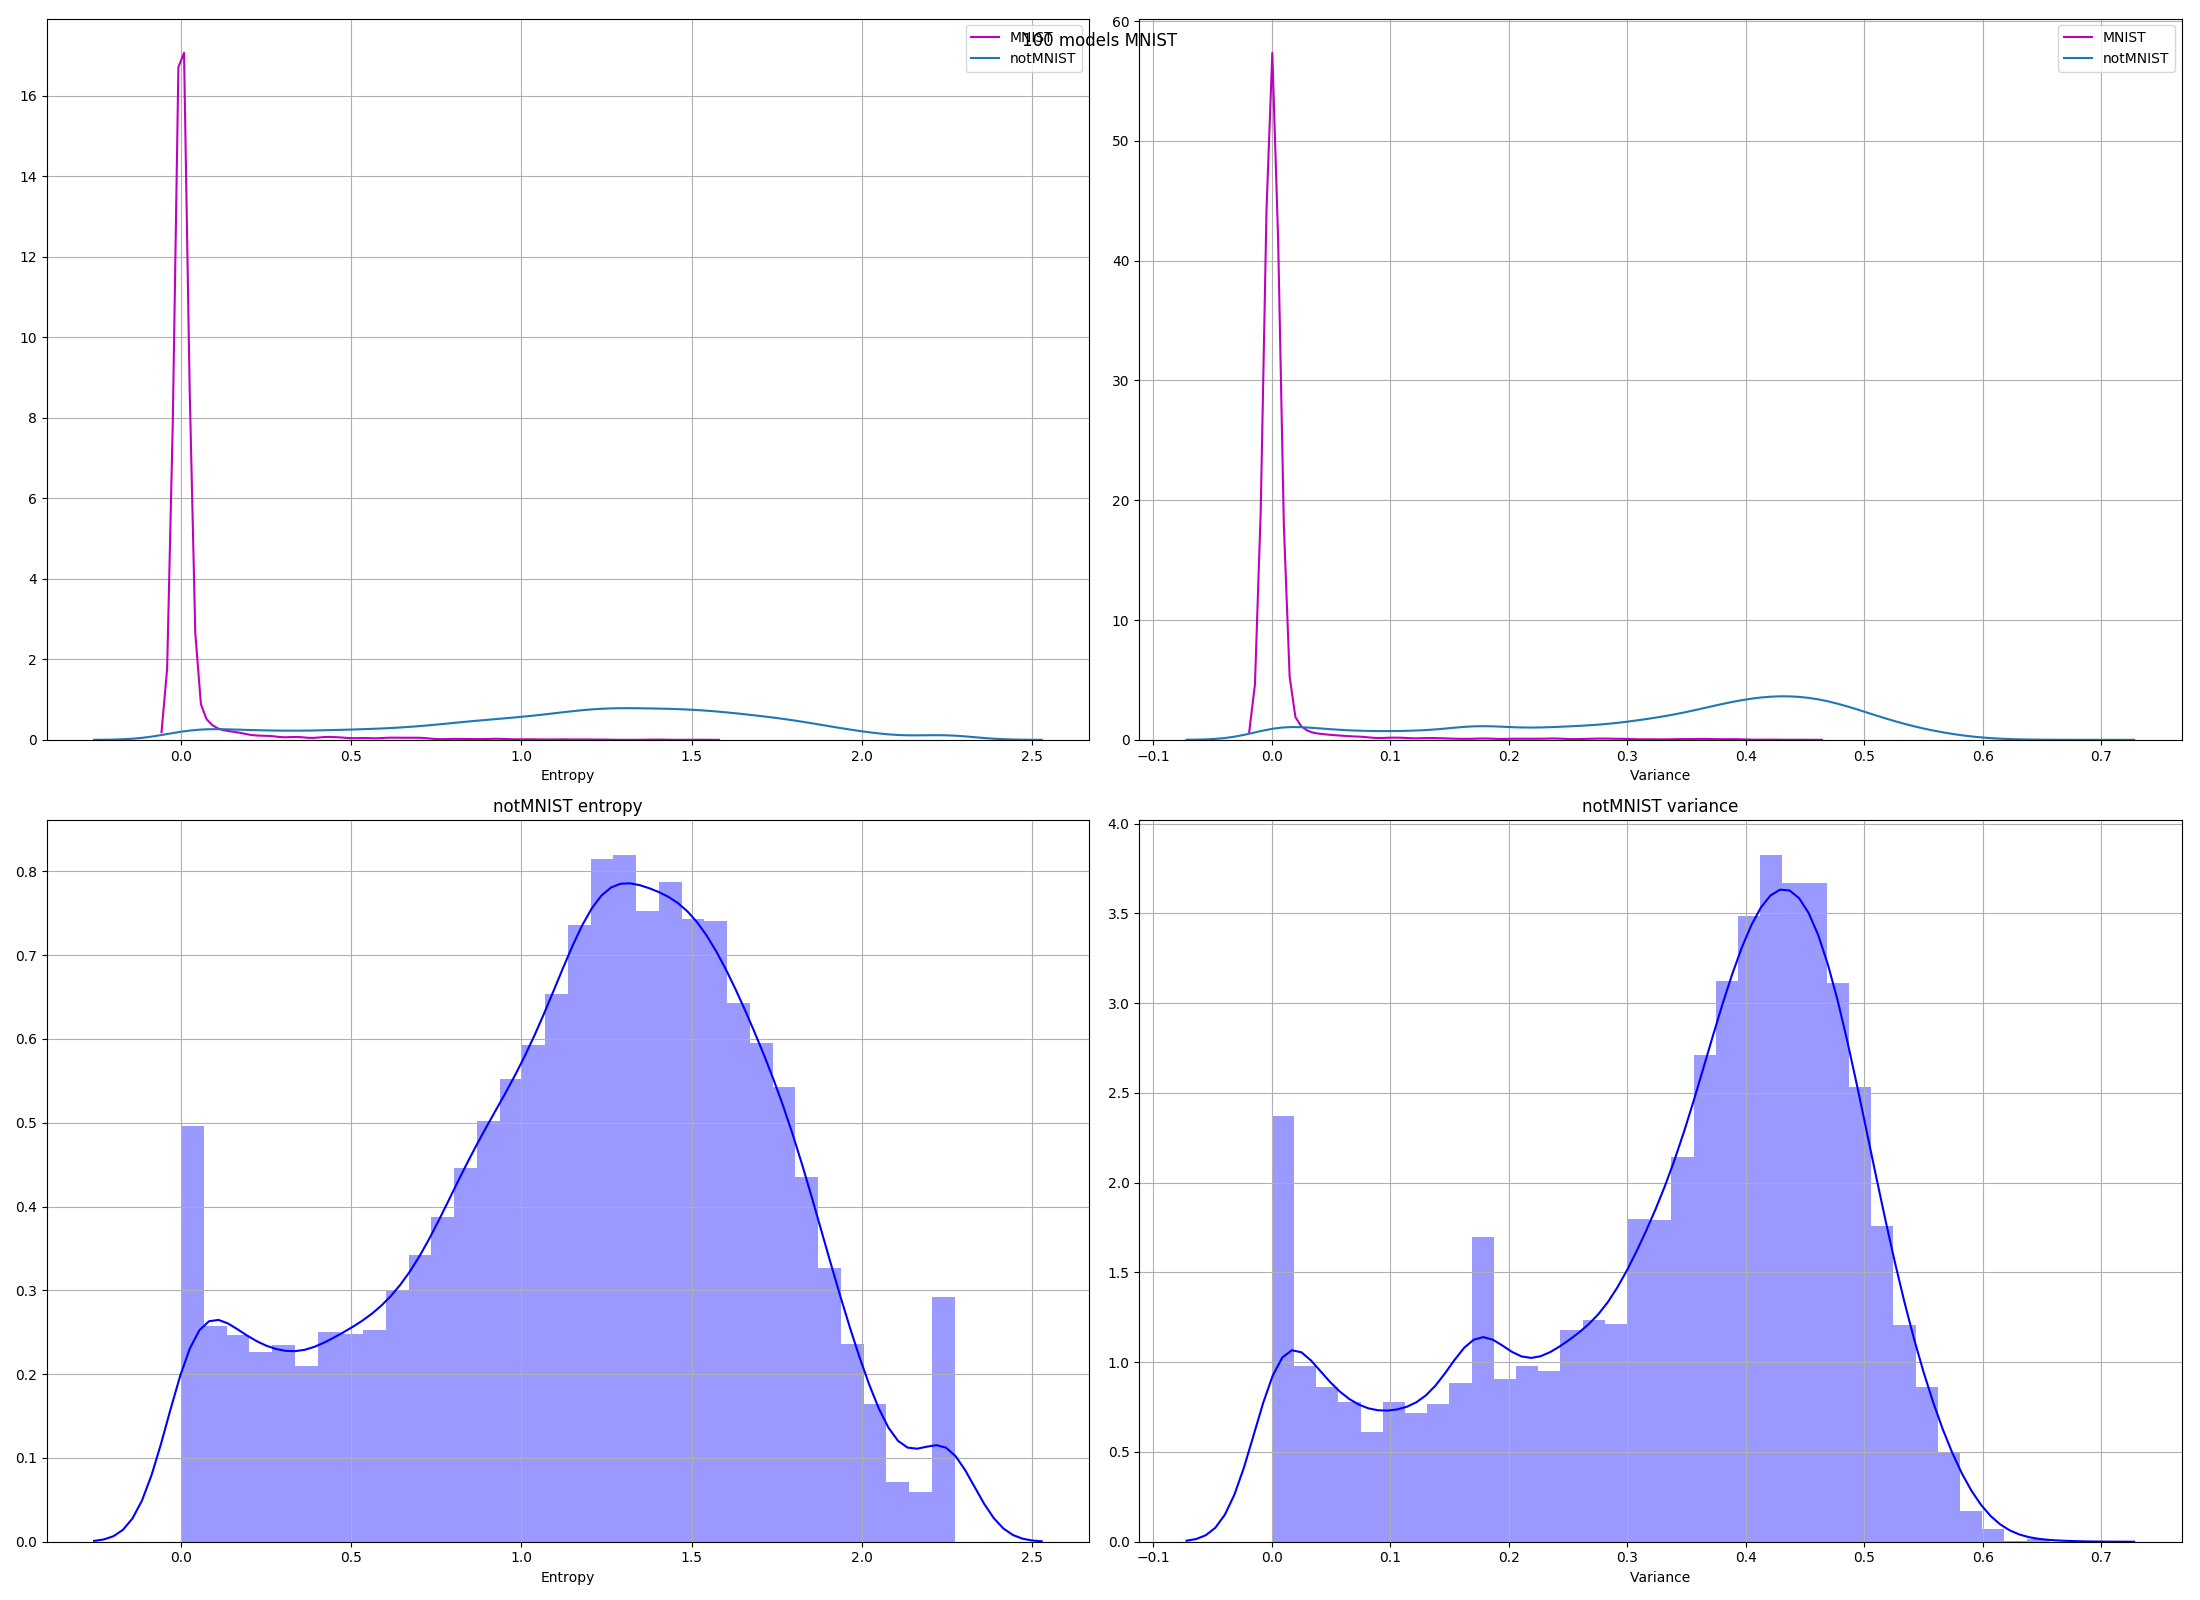 100 models MNIST
MNIST
notMNIST
16
14
12
10
8
6
4
2
0
0.0 0.5 1.0 1.5 2.0 2.5
Entropy
MNIST
notMNIST
60
50
40
30
20
10
0
−0.1 0.0 0.1 0.2 0.3 0.4 0.5 0.6 0.7
Variance
notMNIST entropy
0.8
0.7
0.6
0.5
0.4
0.3
0.2
0.1
0.0
0.0 0.5 1.0 1.5 2.0 2.5
Entropy
notMNIST variance
4.0
3.5
3.0
2.5
2.0
1.5
1.0
0.5
0.0
−0.1 0.0 0.1 0.2 0.3 0.4 0.5 0.6 0.7
Variance